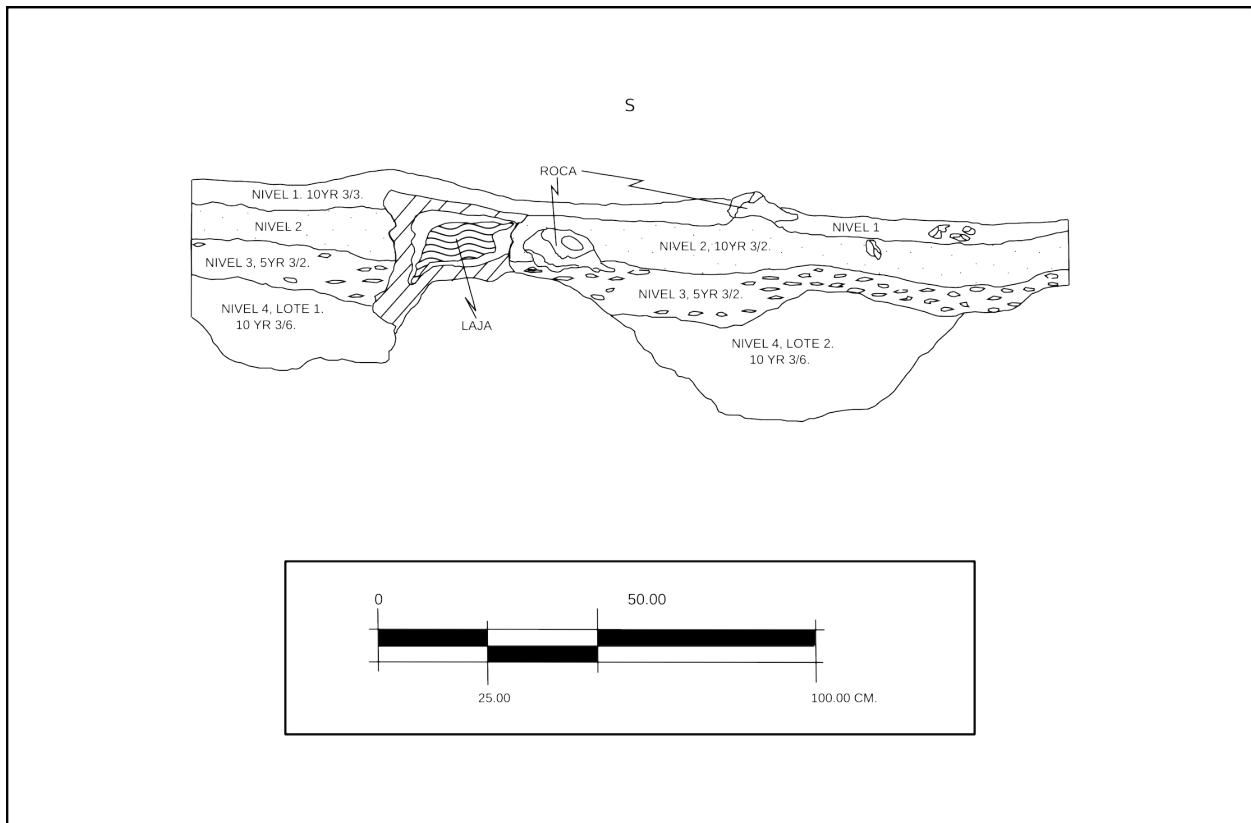 S
ROCA
NIVEL 1. 10YR 3/3.
NIVEL 2
NIVEL 1
NIVEL 2, 10YR 3/2.
NIVEL 3, 5YR 3/2.
NIVEL 3, 5YR 3/2.
NIVEL 4, LOTE 1.
10 YR 3/6.
LAJA
NIVEL 4, LOTE 2.
10 YR 3/6.
0
50.00
25.00
100.00 CM.